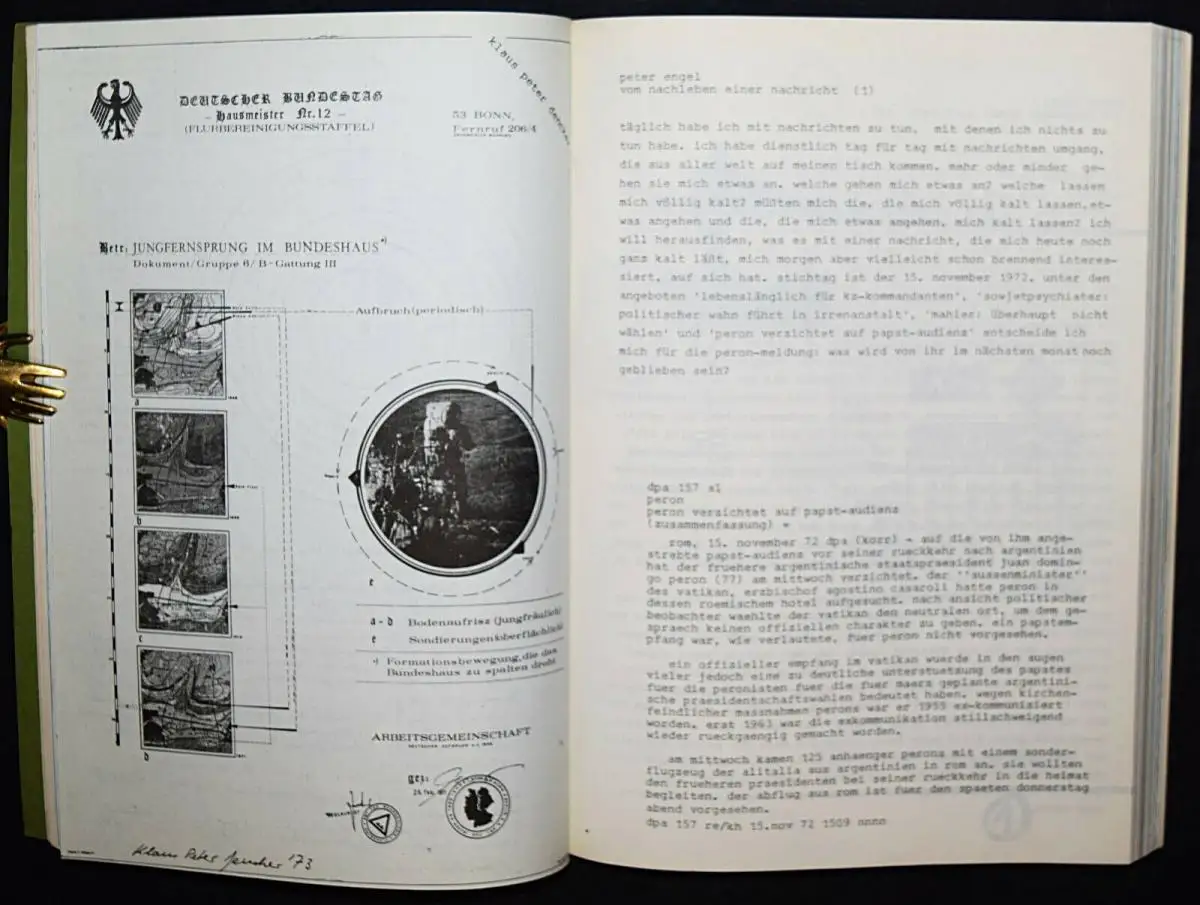 klaus peter
DEUTSCHER BUNDESTAG
- Hausmeister Nr.12 -
(FLURBEREINIGUNGSSTAFFEL)
53 BONN,
Fernruf 206/4
Betr: JUNGFERNSPRUNG IM BUNDESHAUS*)
Dokument/Gruppe 6/B-Gattung III
Aufbruch(periodisch)
a
b
c
d
e
a-d Bodenaufriss (jungfräulich)
e Sondierungen(oberflächlich)
*) Formationsbewegung,die das
Bundeshaus zu spalten droht
ARBEITSGEMEINSCHAFT
gez:
Klaus Peter '73
peter engel
vom nachleben einer nachricht (1)
täglich habe ich mit nachrichten zu tun, mit denen ich nichts zu
tun habe. ich habe dienstlich tag für tag mit nachrichten umgang,
die aus aller welt auf meinen tisch kommen. mehr oder minder ge-
hen sie mich etwas an. welche gehen mich etwas an? welche lassen
mich völlig kalt? müßten mich die, die mich völlig kalt lassen,et-
was angehen und die, die mich etwas angehen, mich kalt lassen? ich
will herausfinden, was es mit einer nachricht, die mich heute noch
ganz kalt läßt, mich morgen aber vielleicht schon brennend interes-
siert, auf sich hat. stichtag ist der 15. november 1972. unter den
angeboten 'lebenslänglich für kz-kommandanten', 'sowjetpsychiater:
politischer wahn führt in irrenanstalt', 'mahler: überhaupt nicht
wählen' und 'peron verzichtet auf papst-audienz' entscheide ich
mich für die peron-meldung: was wird von ihr im nächsten monat noch
geblieben sein?
dpa 157 al
peron
peron verzichtet auf papst-audienz
(zusammenfassung) =
rom, 15. november 72 dpa (korr) - auf die von ihm ange-
strebte papst-audienz vor seiner rueckkehr nach argentinien
hat der fruehere argentinische staatspraesident juan domin-
go peron (77) am mittwoch verzichtet. der ''aussenminister''
des vatikan, erzbischof agostino casaroli hatte peron in
dessen roemischem hotel aufgesucht. nach ansicht politischer
beobachter waehlte der vatikan den neutralen ort, um dem ge-
spraech keinen offiziellen charakter zu geben. ein papstem-
pfang war, wie verlautete, fuer peron nicht vorgesehen.
ein offizieller empfang im vatikan wuerde in den augen
vieler jedoch eine zu deutliche unterstuetzung des papstes
fuer die peronisten fuer die fuer maerz geplante argentini-
sche praesidentschaftswahlen bedeutet haben. wegen kirchen-
feindlicher massnahmen perons war er 1955 ex-kommuniziert
worden. erst 1963 war die exkommunikation stillschweigend
wieder rueckgaengig gemacht worden.
am mittwoch kamen 125 anhaenger perons mit einem sonder-
flugzeug der alitalia aus argentinien in rom an. sie wollten
den frueheren praesidenten bei seiner rueckkehr in die heimat
begleiten. der abflug aus rom ist fuer den spaeten donnerstag
abend vorgesehen.
dpa 157 re/kh 15.nov 72 1509 nnnn